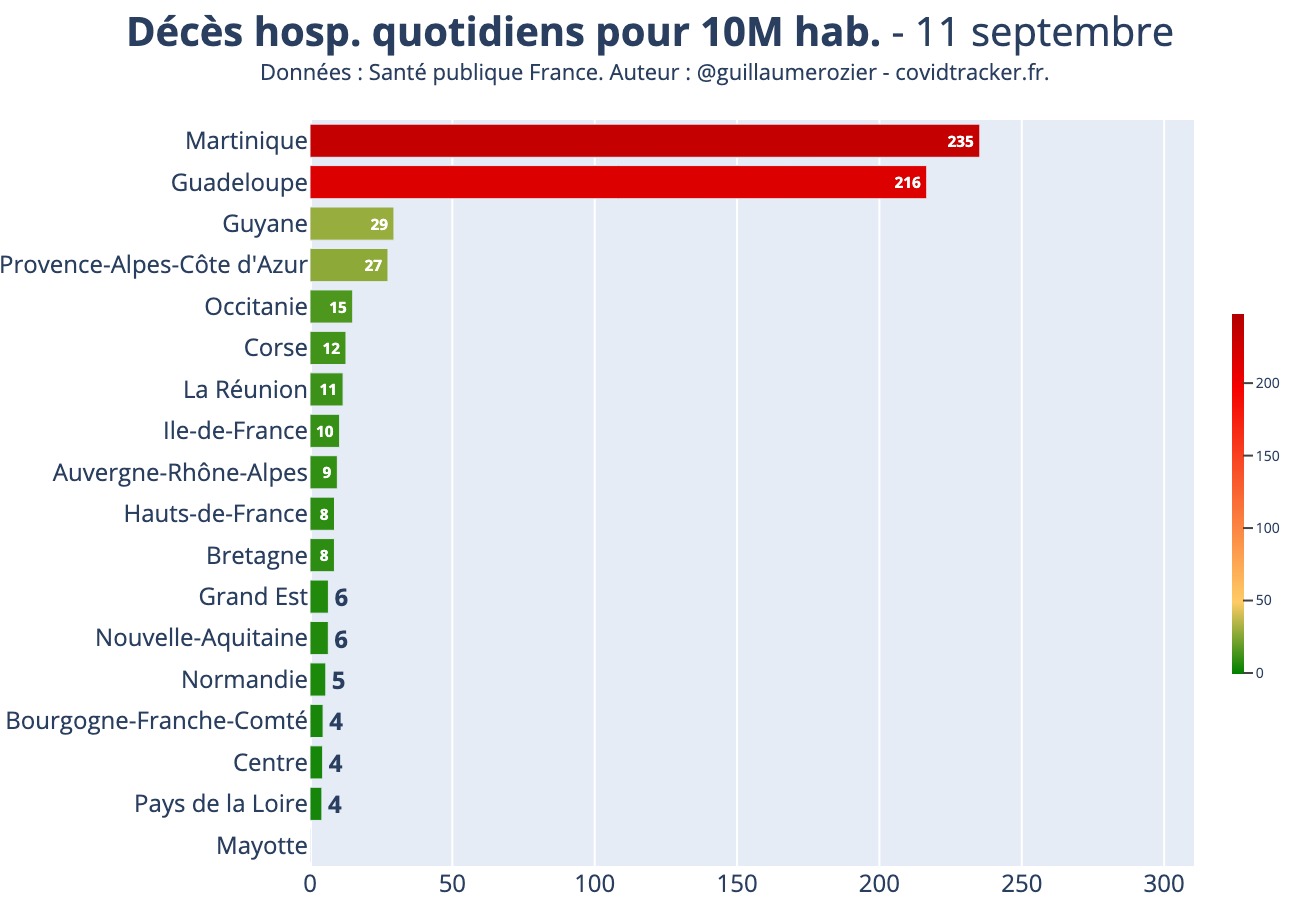 Décès hosp. quotidiens pour 10M hab. - 11 septembre
Données : Santé publique France. Auteur : @guillaumerozier - covidtracker.fr.
Martinique 235
Guadeloupe 216
Guyane 29
Provence-Alpes-Côte d'Azur 27
Occitanie 15
Corse 12
La Réunion 11
Ile-de-France 10
Auvergne-Rhône-Alpes 9
Hauts-de-France 8
Bretagne 8
Grand Est 6
Nouvelle-Aquitaine 6
Normandie 5
Bourgogne-Franche-Comté 4
Centre 4
Pays de la Loire 4
Mayotte
0 50 100 150 200 250 300
200
150
100
50
0